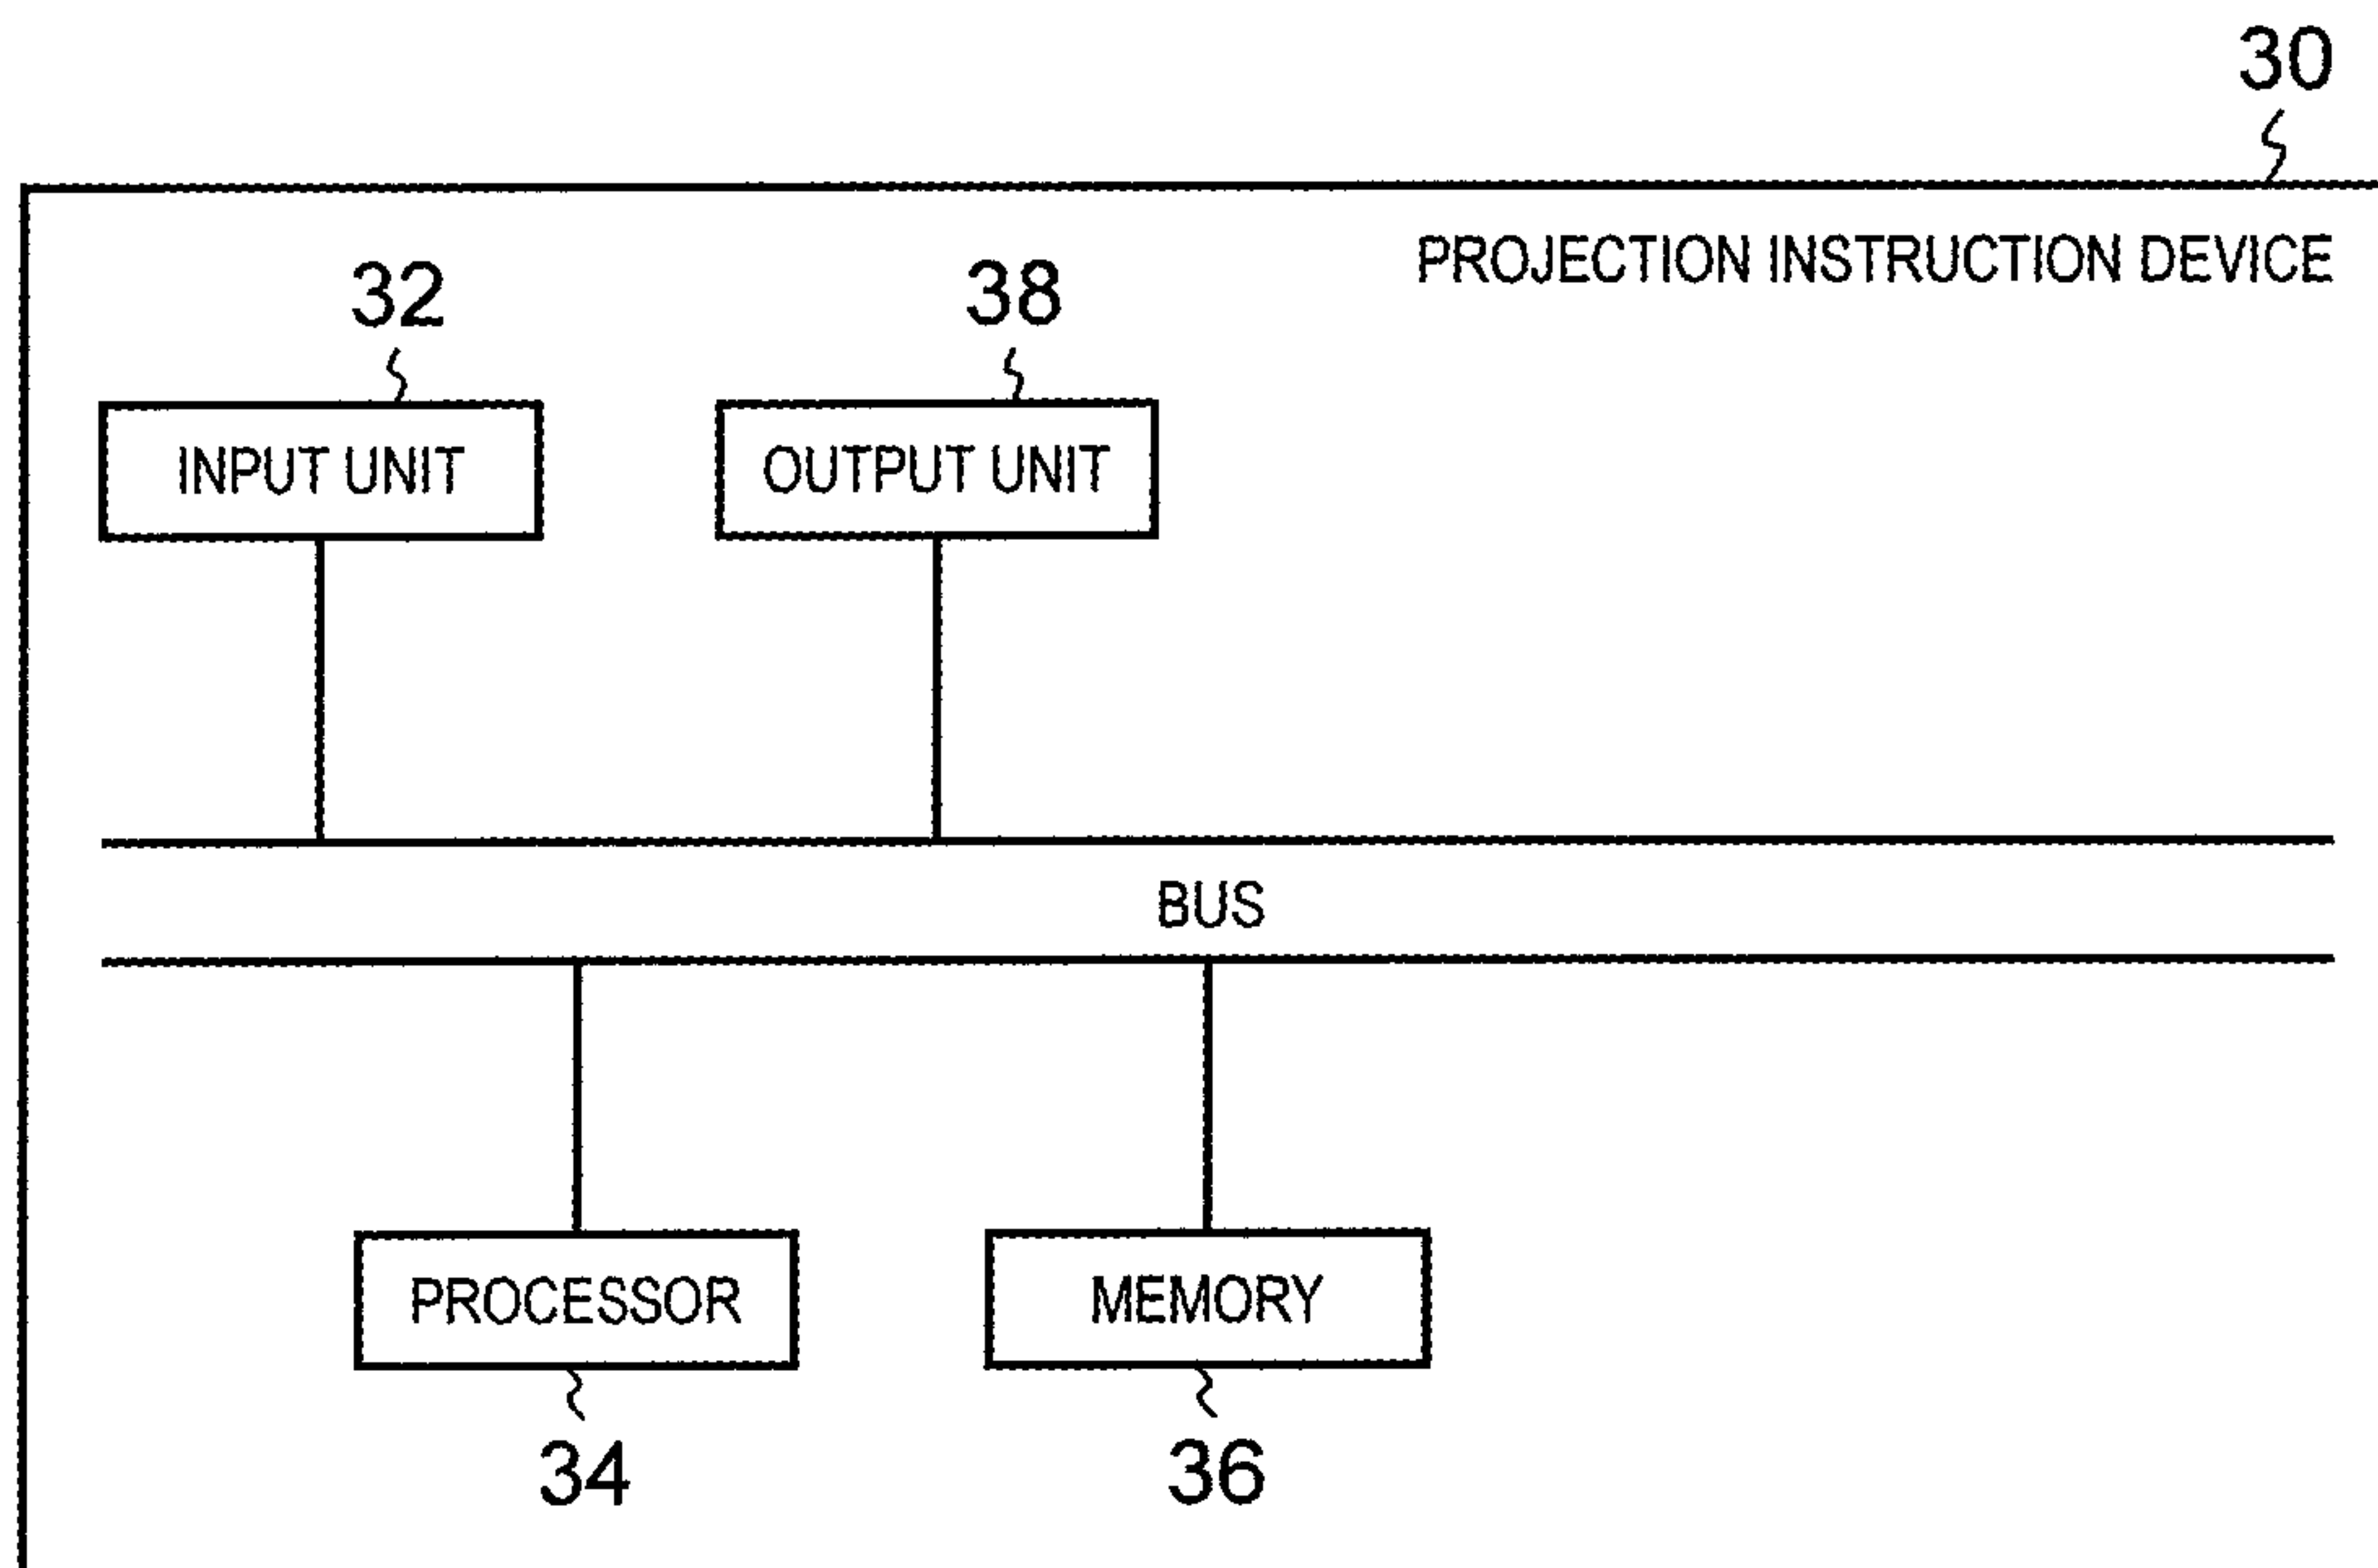 30
PROJECTION INSTRUCTION DEVICE
32
38
INPUT UNIT
OUTPUT UNIT
BUS
PROCESSOR
MEMORY
34
36